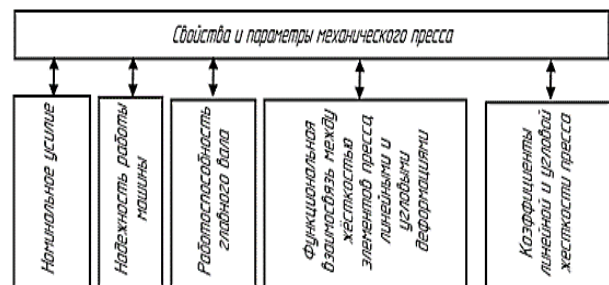 Свойства и параметры механического пресса
Номинальное усилие
Надежность работы
машины
Работоспособность
главного вала
Функциональная
взаимосвязь между
жёсткостью
элементов пресса,
линейными и
угловыми
деформациями
Коэффициенты
линейной и угловой
жесткости пресса